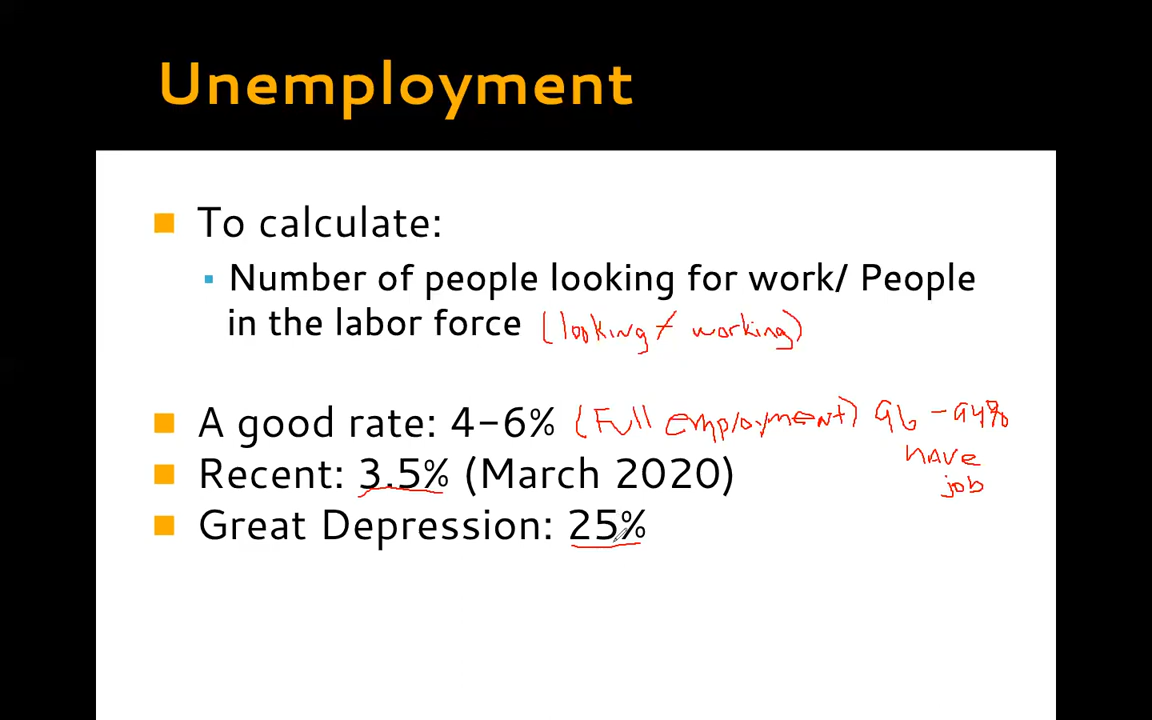 Unemployment
To calculate:
Number of people looking for work/ People
in the labor force (looking + working)
A good rate: 4-6% (Full employment) 96 - 94%
have
job
Recent: 3.5% (March 2020)
Great Depression: 25%